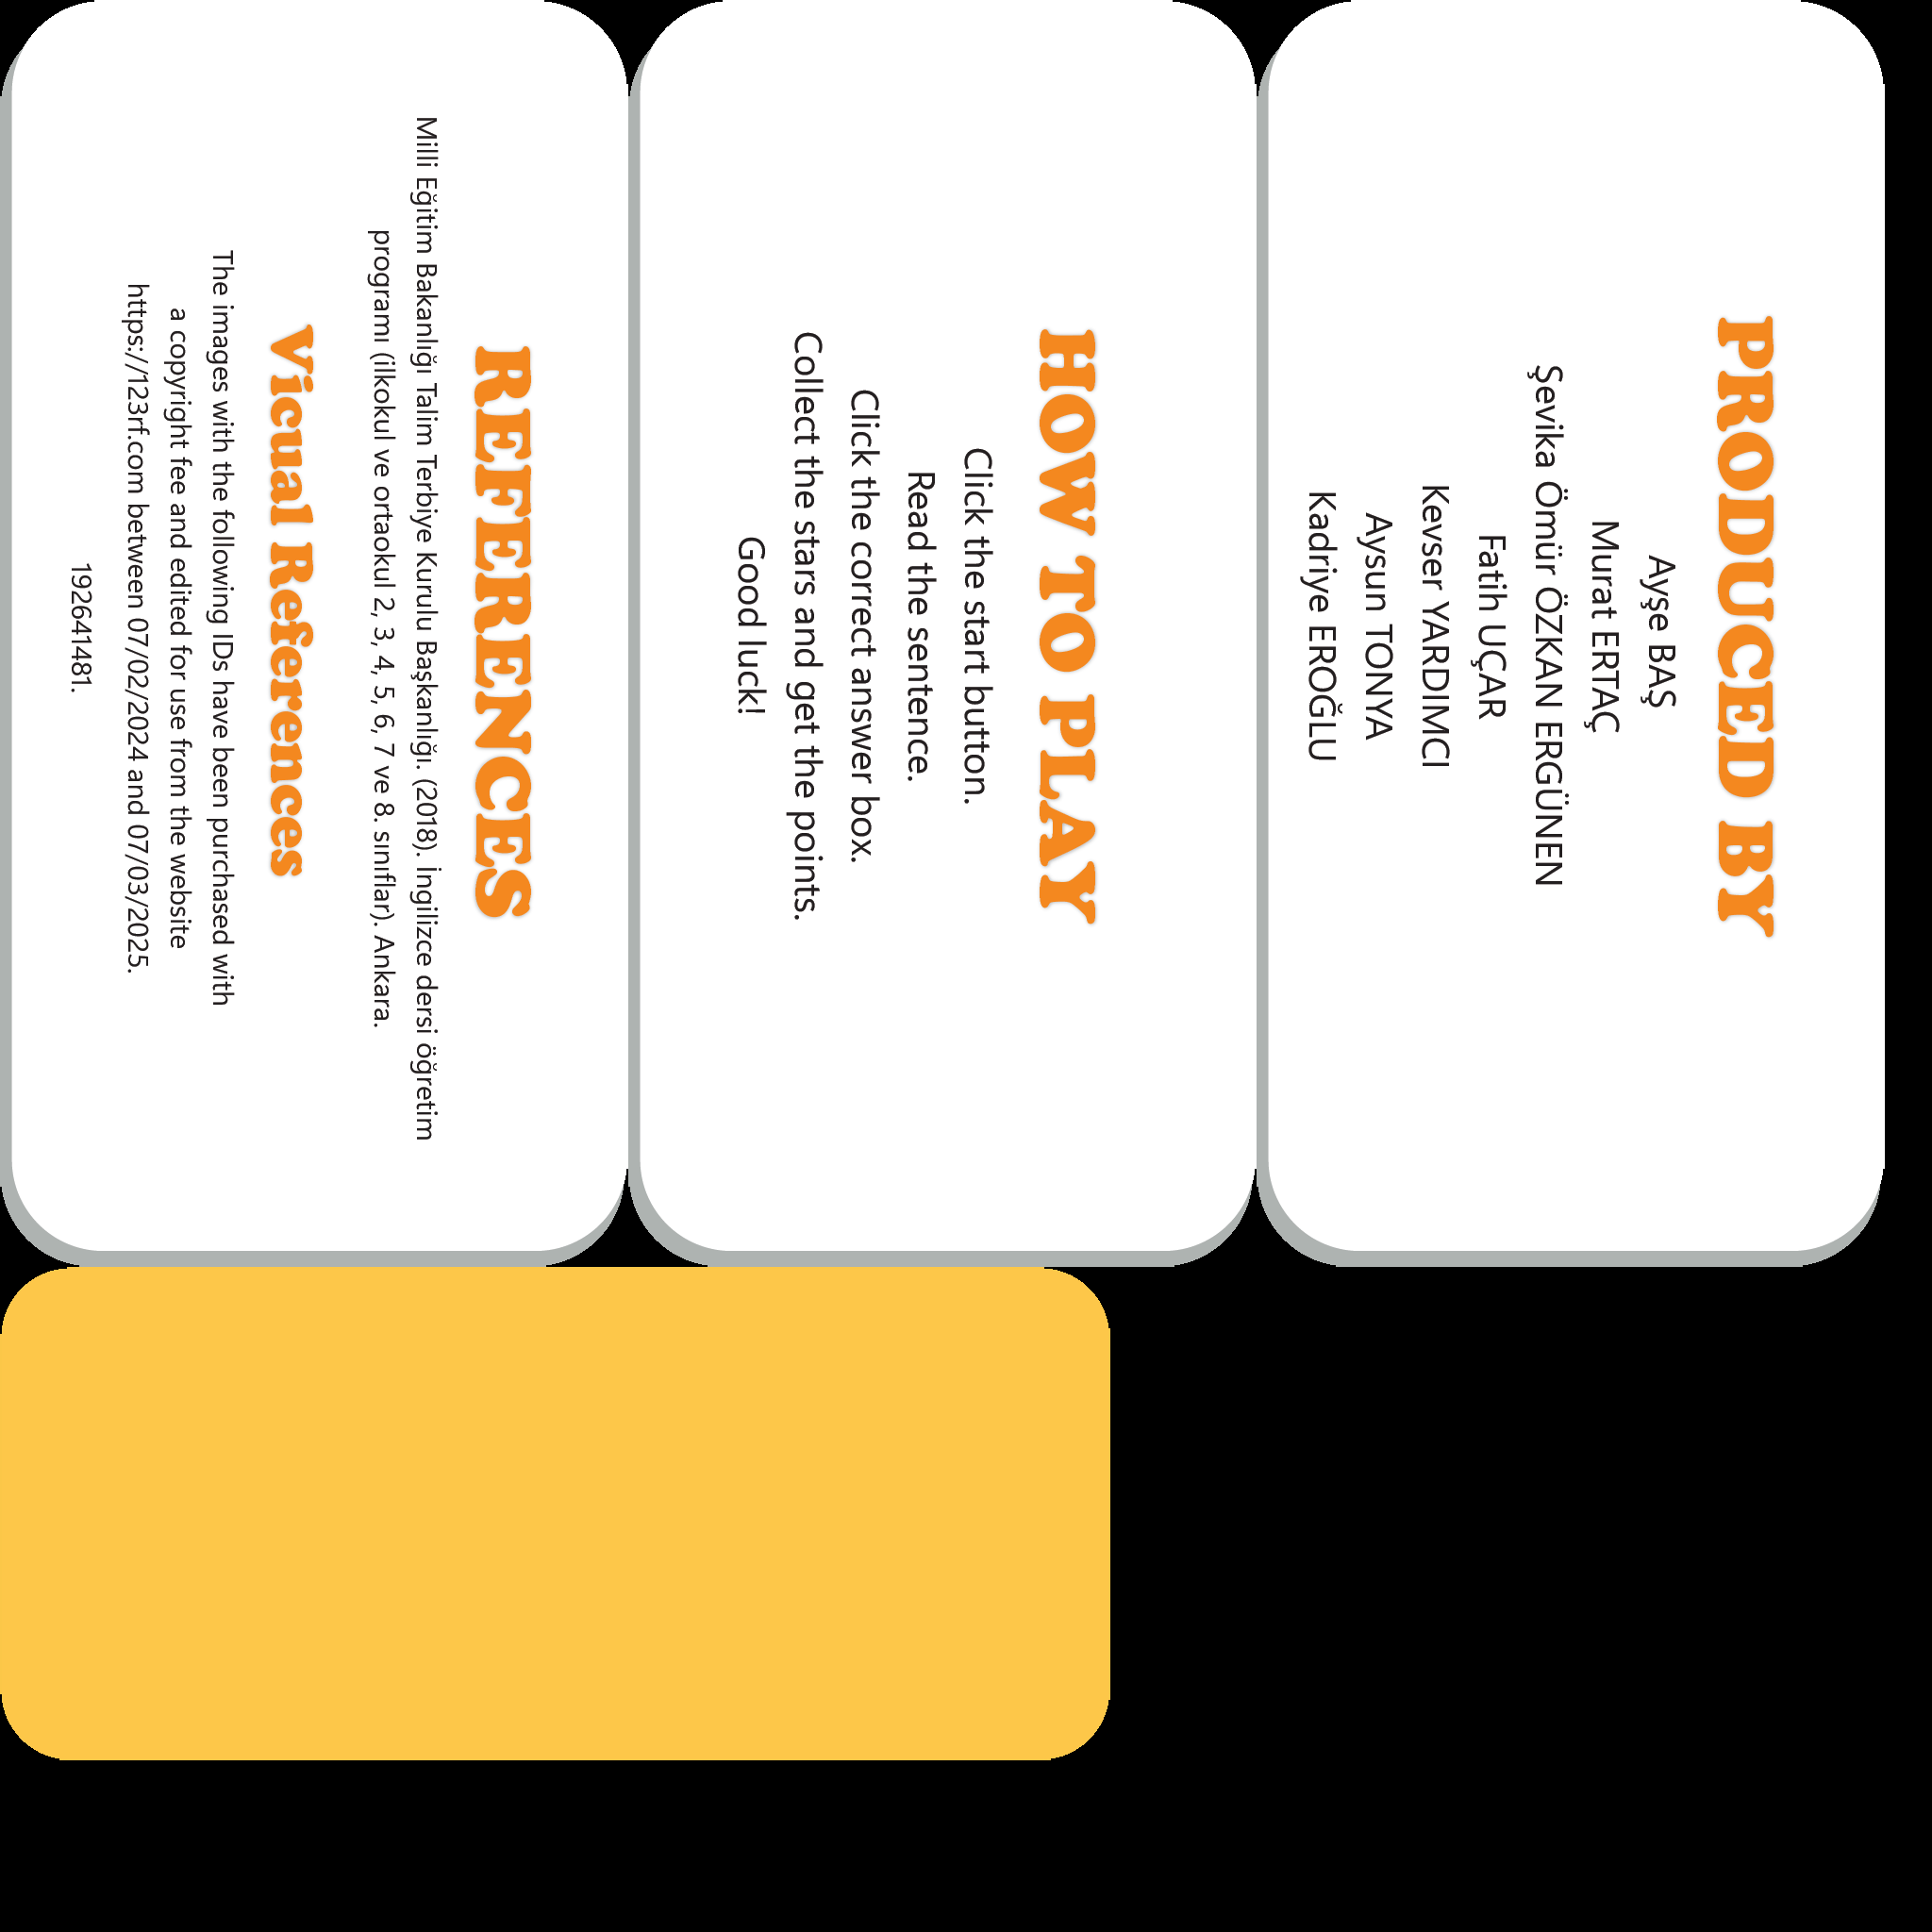 PRODUCED BY
Ayşe BAŞ
Murat ERTAÇ
Şevika Ömür ÖZKAN ERGÜNEN
Fatih UÇAR
Kevser YARDIMCI
Aysun TONYA
Kadriye EROĞLU
HOW TO PLAY
Click the start button.
Read the sentence.
Click the correct answer box.
Collect the stars and get the points.
Good luck!
REFERENCES
Milli Eğitim Bakanlığı Talim Terbiye Kurulu Başkanlığı. (2018). İngilizce dersi öğretim
programı (ilkokul ve ortaokul 2, 3, 4, 5, 6, 7 ve 8. sınıflar). Ankara.
Vicual References
The images with the following IDs have been purchased with
a copyright fee and edited for use from the website
https://123rf.com between 07/02/2024 and 07/03/2025.
192641481.